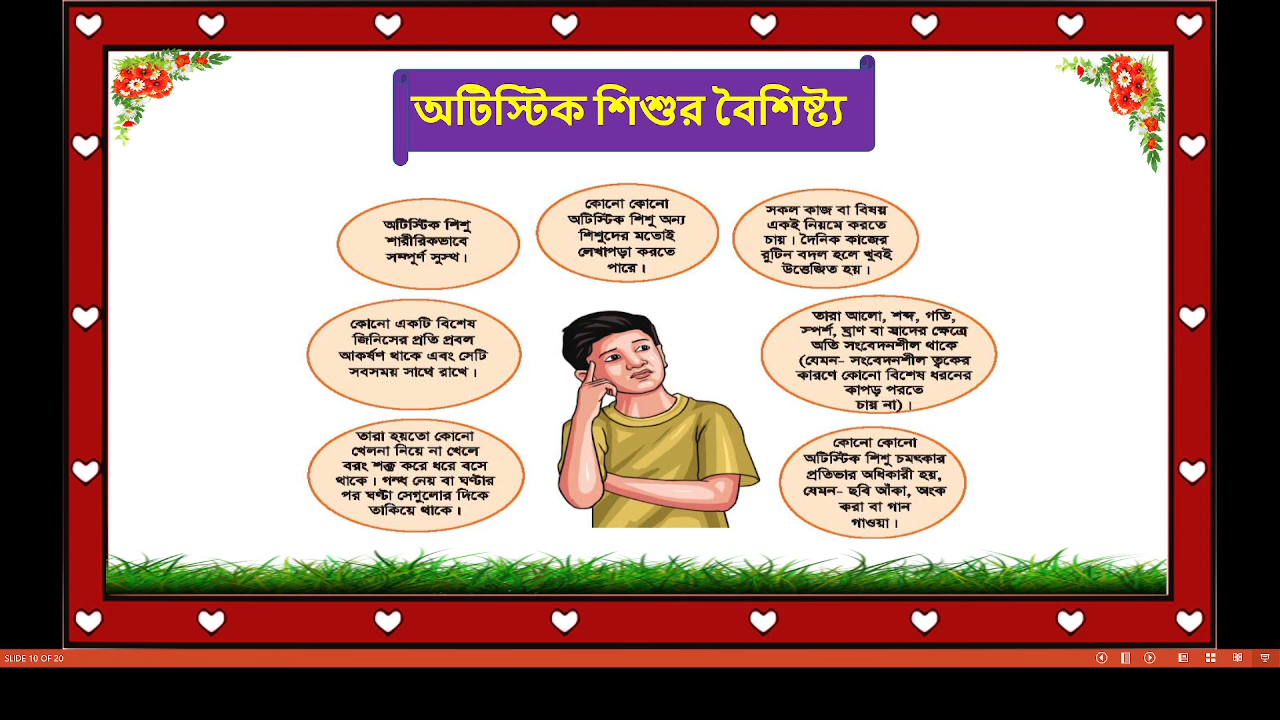 অটিস্টিক শিশুর বৈশিষ্ট্য
অটিস্টিক শিশু
শারীরিকভাবে
সম্পূর্ণ সুস্থ।
কোনো কোনো
অটিস্টিক শিশু অন্য
শিশুদের মতোই
লেখাপড়া করতে
পারে।
সকল কাজ বা বিষয়
একই নিয়মে করতে
চায়। দৈনিক কাজের
রুটিন বদল হলে খুবই
উত্তেজিত হয়।
কোনো একটি বিশেষ
জিনিসের প্রতি প্রবল
আকর্ষণ থাকে এবং সেটি
সবসময় সাথে রাখে।
তারা আলো, শব্দ, গতি,
স্পর্শ, ঘ্রাণ বা স্বাদের ক্ষেত্রে
অতি সংবেদনশীল থাকে
(যেমন- সংবেদনশীল ত্বকের
কারণে কোনো বিশেষ ধরনের
কাপড় পরতে
চায় না)।
তারা হয়তো কোনো
খেলনা নিয়ে না খেলে
বরং শক্ত করে ধরে বসে
থাকে। গন্ধ নেয় বা ঘণ্টার
পর ঘণ্টা সেগুলোর দিকে
তাকিয়ে থাকে।
কোনো কোনো
অটিস্টিক শিশু চমৎকার
প্রতিভার অধিকারী হয়,
যেমন- ছবি আঁকা, অংক
করা বা গান
গাওয়া।
SLIDE 10 OF 20